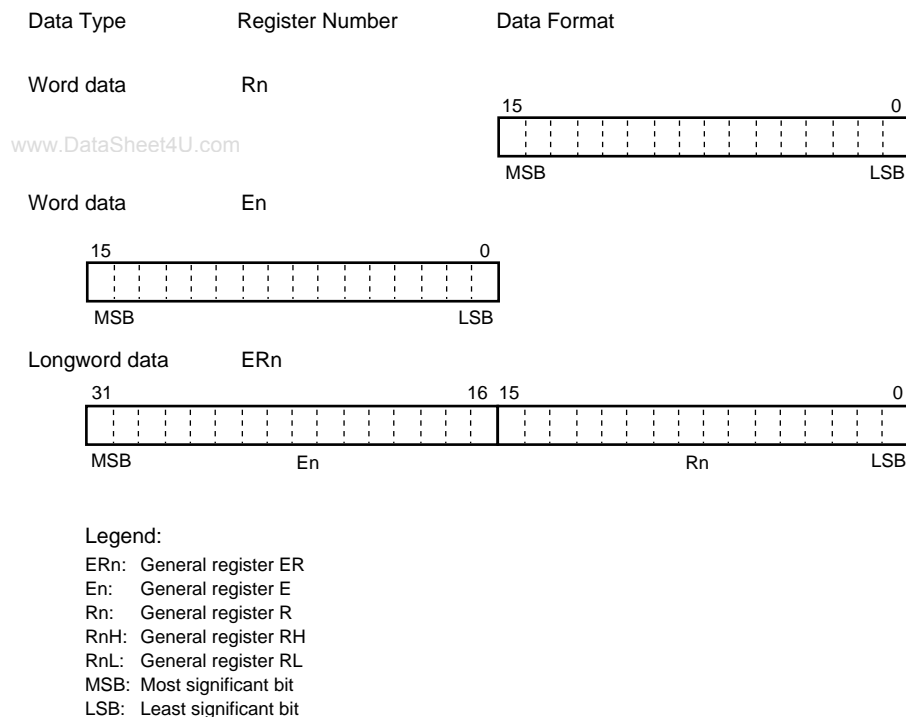 Data Type Register Number Data Format
Word data Rn
15 0
www.DataSheet4U.com
MSB LSB
Word data En
15 0
MSB LSB
Longword data ERn
31 16 15 0
MSB En Rn LSB
Legend:
ERn: General register ER
En: General register E
Rn: General register R
RnH: General register RH
RnL: General register RL
MSB: Most significant bit
LSB: Least significant bit